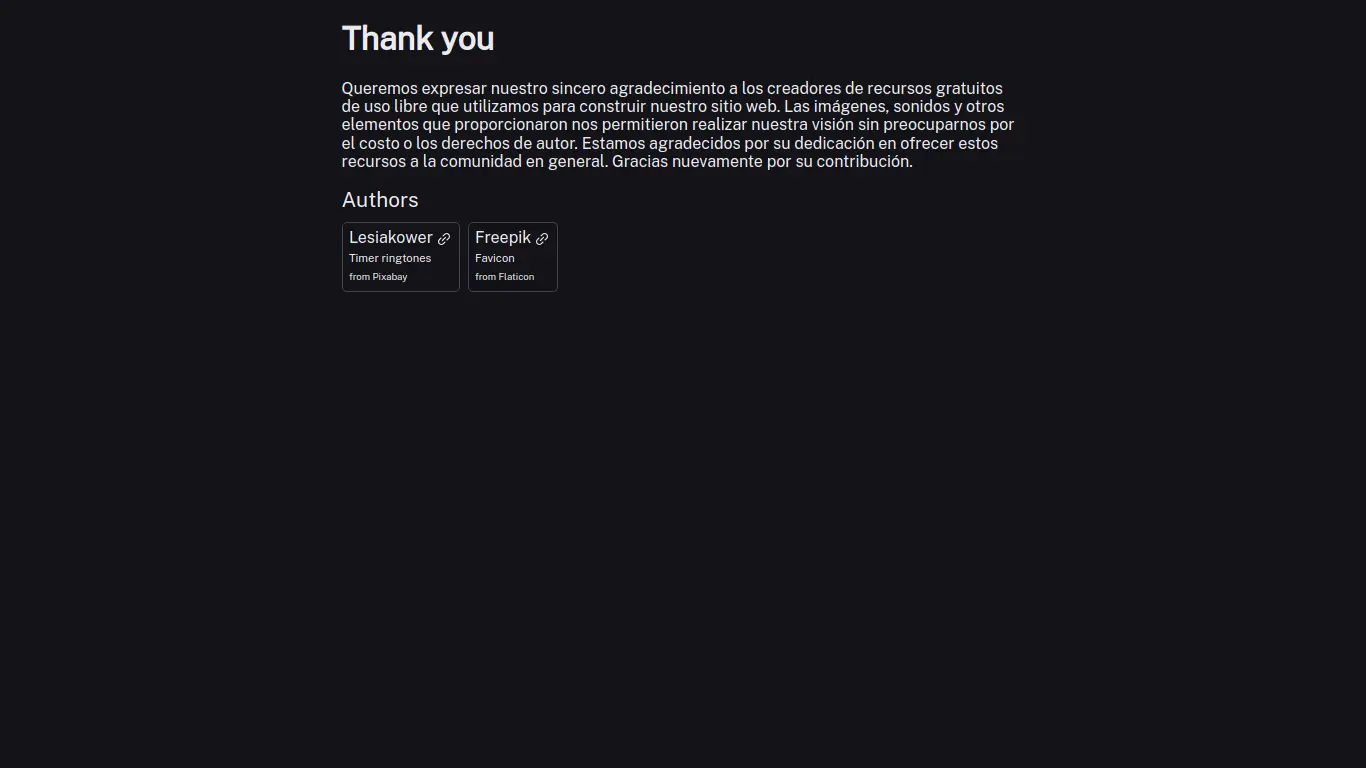 Thank you
Queremos expresar nuestro sincero agradecimiento a los creadores de recursos gratuitos
de uso libre que utilizamos para construir nuestro sitio web. Las imágenes, sonidos y otros
elementos que proporcionaron nos permitieron realizar nuestra visión sin preocuparnos por
el costo o los derechos de autor. Estamos agradecidos por su dedicación en ofrecer estos
recursos a la comunidad en general. Gracias nuevamente por su contribución.
Authors
Lesiakower
Timer ringtones
from Pixabay
Freepik
Favicon
from Flaticon